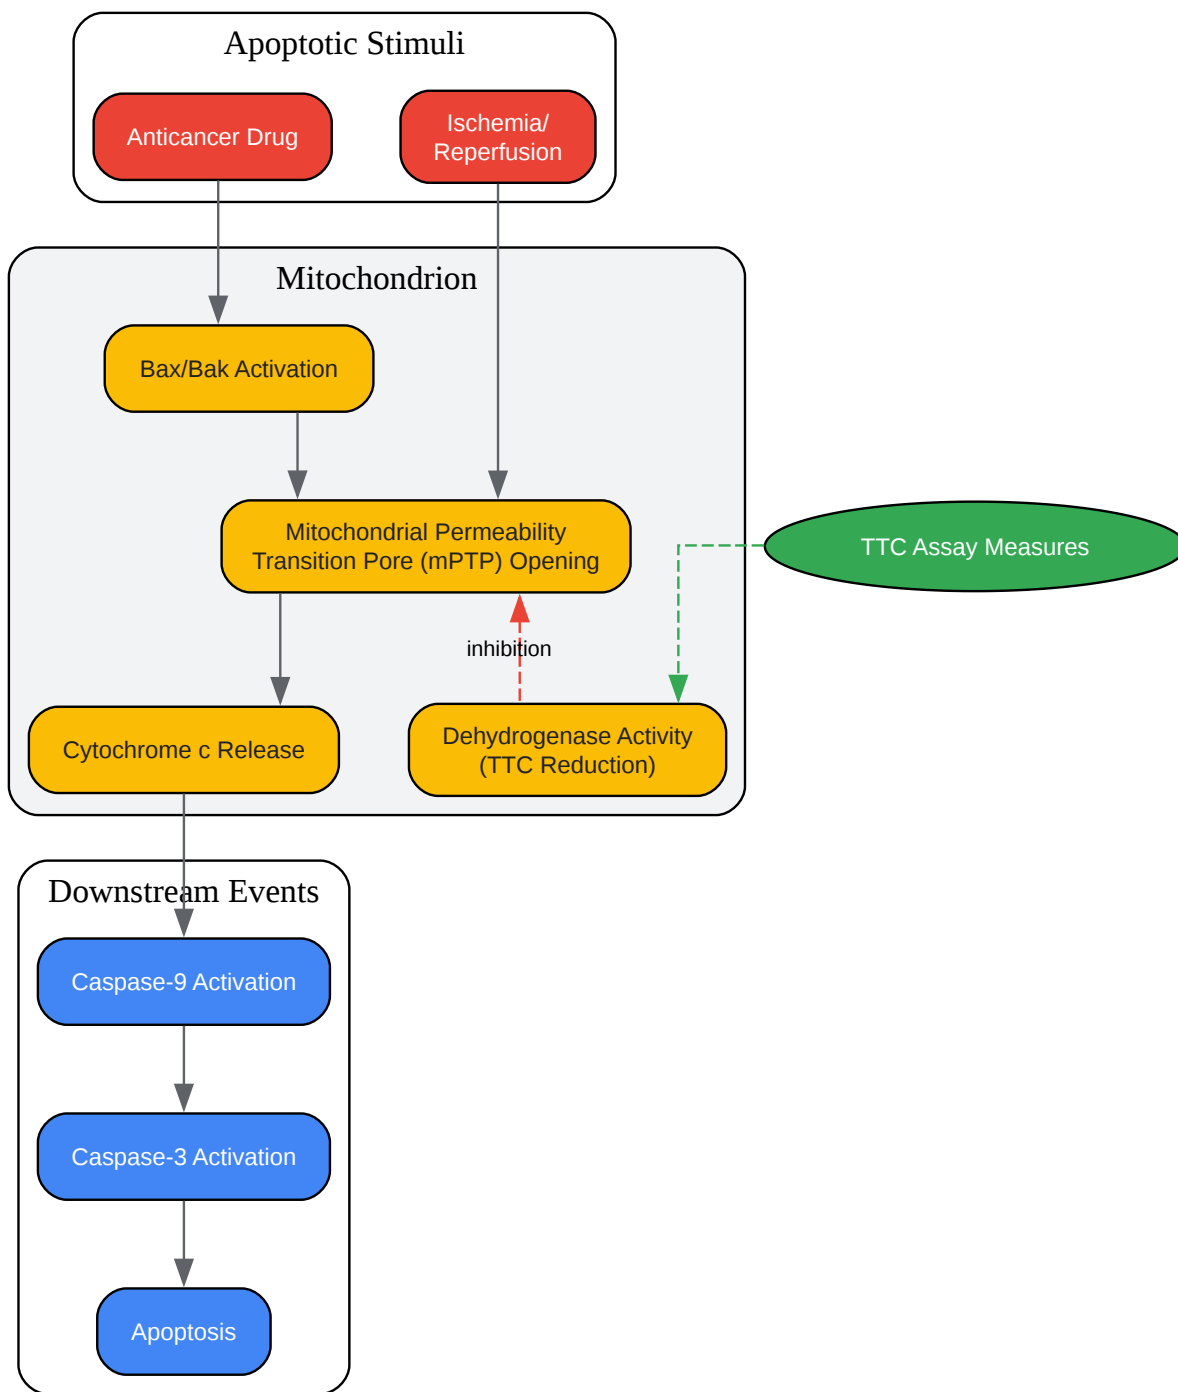 Apoptotic Stimuli
Anticancer Drug
Ischemia/
Reperfusion
Mitochondrion
Bax/Bak Activation
Mitochondrial Permeability
Transition Pore (mPTP) Opening
TTC Assay Measures
inhibition
Cytochrome c Release
Dehydrogenase Activity
(TTC Reduction)
Downstream Events
Caspase-9 Activation
Caspase-3 Activation
Apoptosis